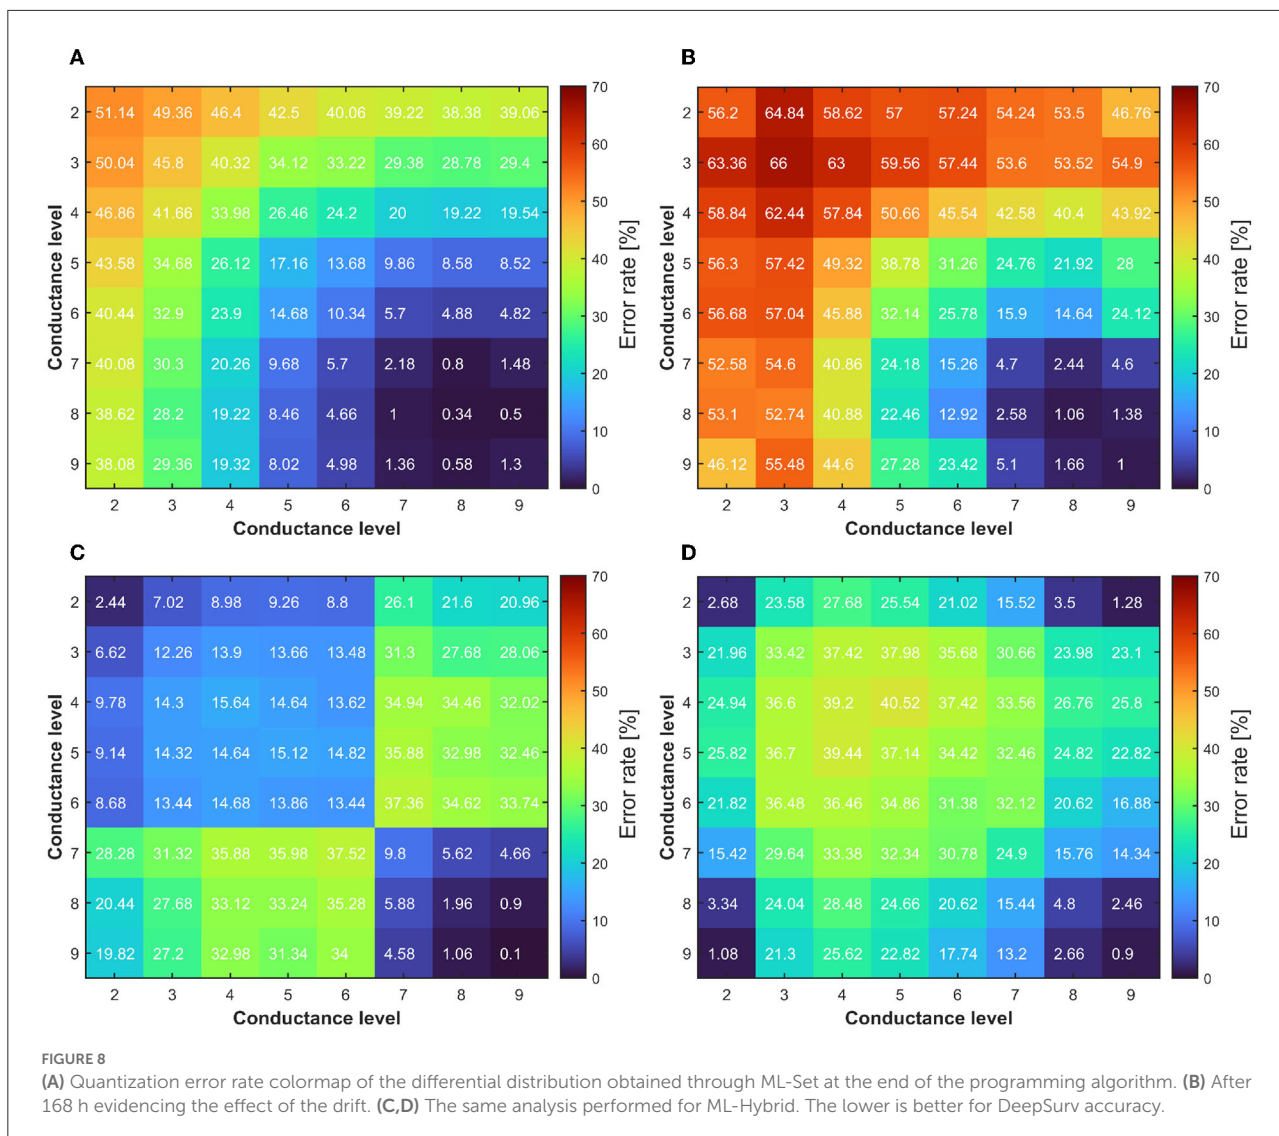 A
2 51.14 49.36 46.4 42.5 40.06 39.22 38.38 39.06
3 50.04 45.8 40.32 34.12 33.22 29.38 28.78 29.4
4 46.86 41.66 33.98 26.46 24.2 20 19.22 19.54
5 43.58 34.68 26.12 17.16 13.68 9.86 8.58 8.52
6 40.44 32.9 23.9 14.68 10.34 5.7 4.88 4.82
7 40.08 30.3 20.26 9.68 5.7 2.18 0.8 1.48
8 38.62 28.2 19.22 8.46 4.66 1 0.34 0.5
9 38.08 29.36 19.32 8.02 4.98 1.36 0.58 1.3
2 3 4 5 6 7 8 9
Conductance level
Conductance level
70
60
50
40
30
20
10
0
Error rate [%]
B
2 56.2 64.84 58.62 57 57.24 54.24 53.5 46.76
3 63.36 66 63 59.56 57.44 53.6 53.52 54.9
4 58.84 62.44 57.84 50.66 45.54 42.58 40.4 43.92
5 56.3 57.42 49.32 38.78 31.26 24.76 21.92 28
6 56.68 57.04 45.88 32.14 25.78 15.9 14.64 24.12
7 52.58 54.6 40.86 24.18 15.26 4.7 2.44 4.6
8 53.1 52.74 40.88 22.46 12.92 2.58 1.06 1.38
9 46.12 55.48 44.6 27.28 23.42 5.1 1.66 1
2 3 4 5 6 7 8 9
Conductance level
Conductance level
70
60
50
40
30
20
10
0
Error rate [%]
C
2 2.44 7.02 8.98 9.26 8.8 26.1 21.6 20.96
3 6.62 12.26 13.9 13.66 13.48 31.3 27.68 28.06
4 9.78 14.3 15.64 14.64 13.62 34.94 34.46 32.02
5 9.14 14.32 14.64 15.12 14.82 35.88 32.98 32.46
6 8.68 13.44 14.68 13.86 13.44 37.36 34.62 33.74
7 28.28 31.32 35.88 35.98 37.52 9.8 5.62 4.66
8 20.44 27.68 33.12 33.24 35.28 5.88 1.96 0.9
9 19.82 27.2 32.98 31.34 34 4.58 1.06 0.1
2 3 4 5 6 7 8 9
Conductance level
Conductance level
70
60
50
40
30
20
10
0
Error rate [%]
D
2 2.68 23.58 27.68 25.54 21.02 15.52 3.5 1.28
3 21.96 33.42 37.42 37.98 35.68 30.66 23.98 23.1
4 24.94 36.6 39.2 40.52 37.42 33.56 26.76 25.8
5 25.82 36.7 39.44 37.14 34.42 32.46 24.82 22.82
6 21.82 36.48 36.46 34.86 31.38 32.12 20.62 16.88
7 15.42 29.64 33.38 32.34 30.78 24.9 15.76 14.34
8 3.34 24.04 28.48 24.66 20.62 15.44 4.8 2.46
9 1.08 21.3 25.62 22.82 17.74 13.2 2.66 0.9
2 3 4 5 6 7 8 9
Conductance level
Conductance level
70
60
50
40
30
20
10
0
Error rate [%]
FIGURE 8
(A) Quantization error rate colormap of the differential distribution obtained through ML-Set at the end of the programming algorithm. (B) After
168 h evidencing the effect of the drift. (C,D) The same analysis performed for ML-Hybrid. The lower is better for DeepSurv accuracy.